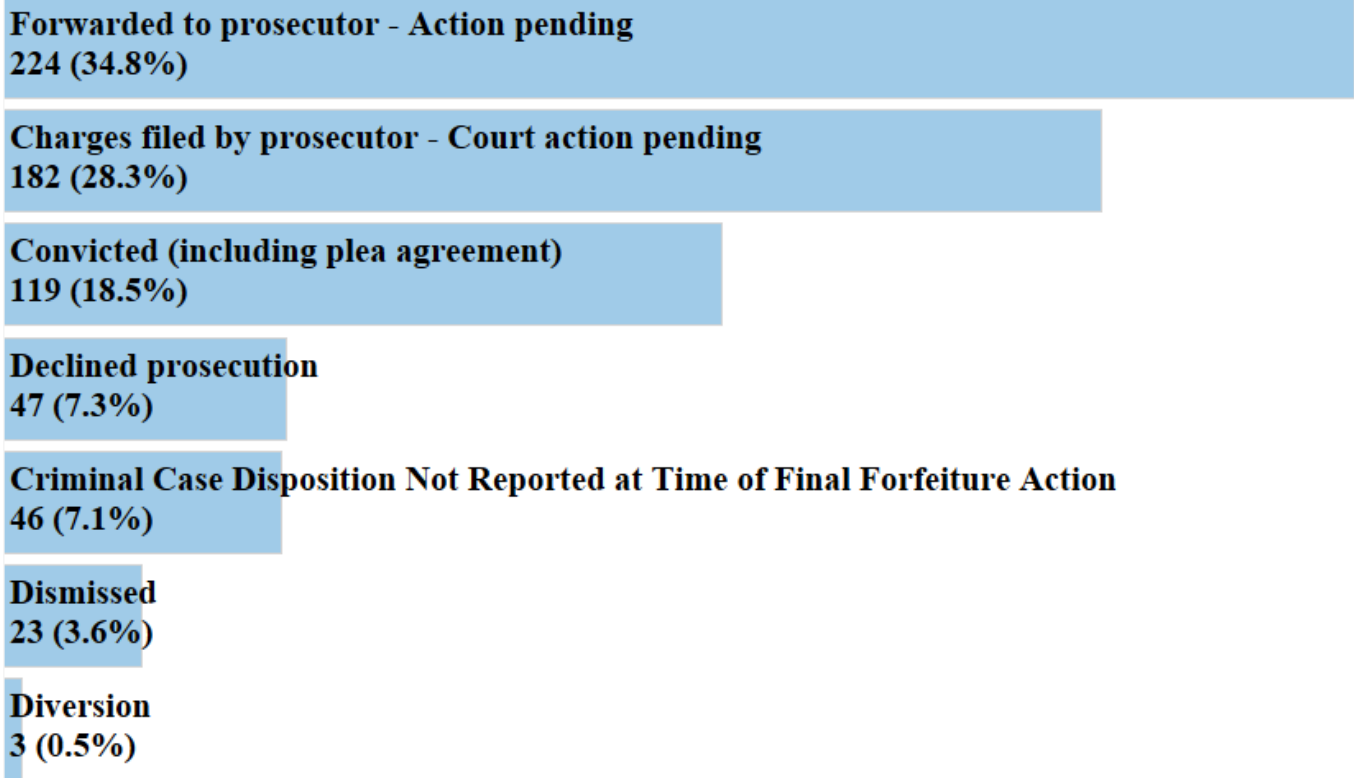 Forwarded to prosecutor - Action pending
224 (34.8%)
Charges filed by prosecutor - Court action pending
182 (28.3%)
Convicted (including plea agreement)
119 (18.5%)
Declined prosecution
47 (7.3%)
Criminal Case Disposition Not Reported at Time of Final Forfeiture Action
46 (7.1%)
Dismissed
23 (3.6%)
Diversion
3 (0.5%)